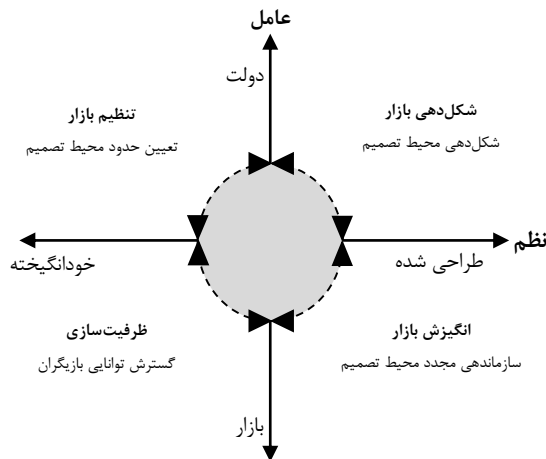 عامل
دولت
شکل‌دهی بازار
شکل‌دهی محیط تصمیم
تنظیم بازار
تعیین حدود محیط تصمیم
نظم
طراحی شده
خودانگیخته
انگیزش بازار
سازماندهی مجدد محیط تصمیم
ظرفیت‌سازی
گسترش توانایی بازیگران
بازار